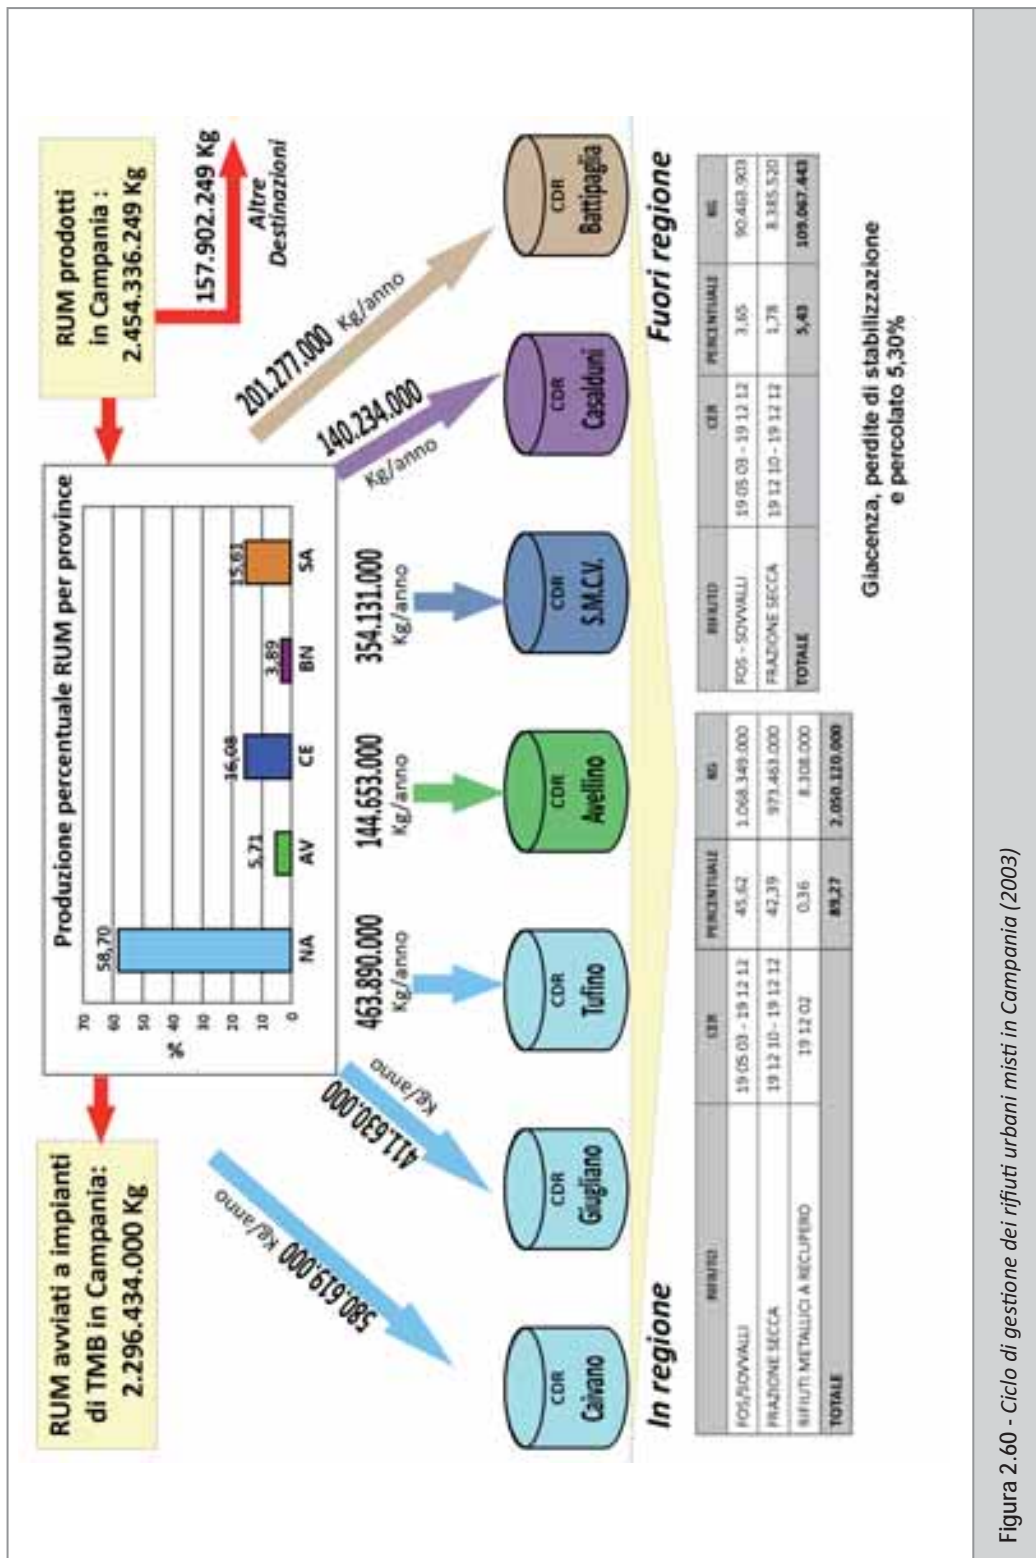 RUM avviati a impianti
di TMB in Campania:
2.296.434.000 Kg
Produzione percentuale RUM per province
%
70
60
50
40
30
20
10
0
58,70
5,71
16,08
3,89
15,61
NA
AV
CE
BN
SA
RUM prodotti
in Campania :
2.454.336.249 Kg
157.902.249 Kg
Altre
Destinazioni
580.619.000 Kg/anno
411.630.000
Kg/anno
463.890.000
Kg/anno
144.653.000
Kg/anno
354.131.000
Kg/anno
140.234.000
Kg/anno
201.277.000 Kg/anno
CDR
Caivano
CDR
Giugliano
CDR
Tufino
CDR
Avellino
CDR
S.M.C.V.
CDR
Casalduni
CDR
Battipaglia
In regione
RIFIUTO CER PERCENTUALE KG
FOS/SOVVALLI 19 05 03 - 19 12 12 45,62 1.068.349.000
FRAZIONE SECCA 19 12 10- 19 12 12 42,39 973.463.000
RIFIUTI METALLICI A RECUPERO 19 12 02 0,36 8.308.000
TOTALE 89,27 2.050.120.000
Fuori regione
RIFIUTO CER PERCENTUALE KG
FOS - SOVVALLI 19 05 03 - 19 12 12 3,65 90.463.903
FRAZIONE SECCA 19 12 10 - 19 12 12 1,78 8.385.520
TOTALE 5,43 109.067.443
Giacenza, perdite di stabilizzazione
e percolato 5,30%
Figura 2.60 - Ciclo di gestione dei rifiuti urbani misti in Campania (2003)